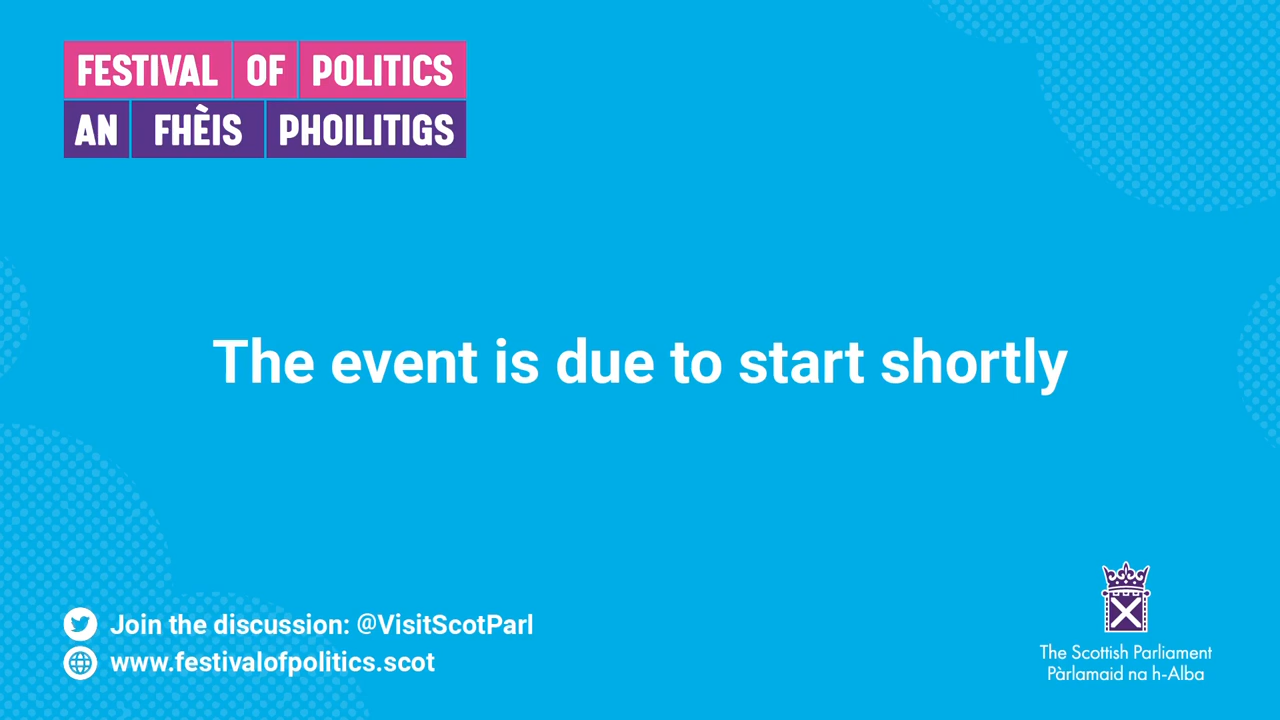 FESTIVAL OF POLITICS
AN FHÈIS PHOILITIGS
The event is due to start shortly
Join the discussion: @VisitScotParl
www.festivalofpolitics.scot
The Scottish Parliament
Pàrlamaid na h-Alba